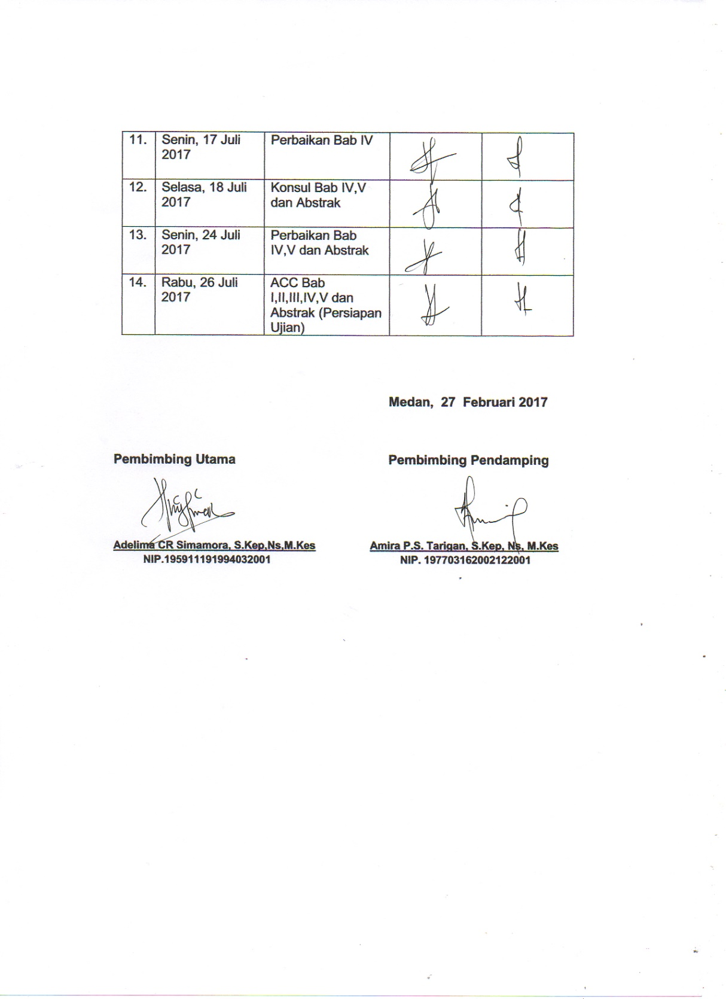 11. Senin, 17 Juli Perbaikan Bab IV
2017
12. Selasa, 18 Juli Konsul Bab IV,V
2017 dan Abstrak
13. Senin, 24 Juli Perbaikan Bab
2017 IV,V dan Abstrak
14. Rabu, 26 Juli ACC Bab
2017 I,II,III,IV,V dan
Abstrak (Persiapan
Ujian)
Medan, 27 Februari 2017
Pembimbing Utama Pembimbing Pendamping
Adelima CR Simamora, S.Kep,Ns,M.Kes Amira P.S. Tarigan, S.Kep, Ns, M.Kes
NIP.195911191994032001 NIP. 197703162002122001